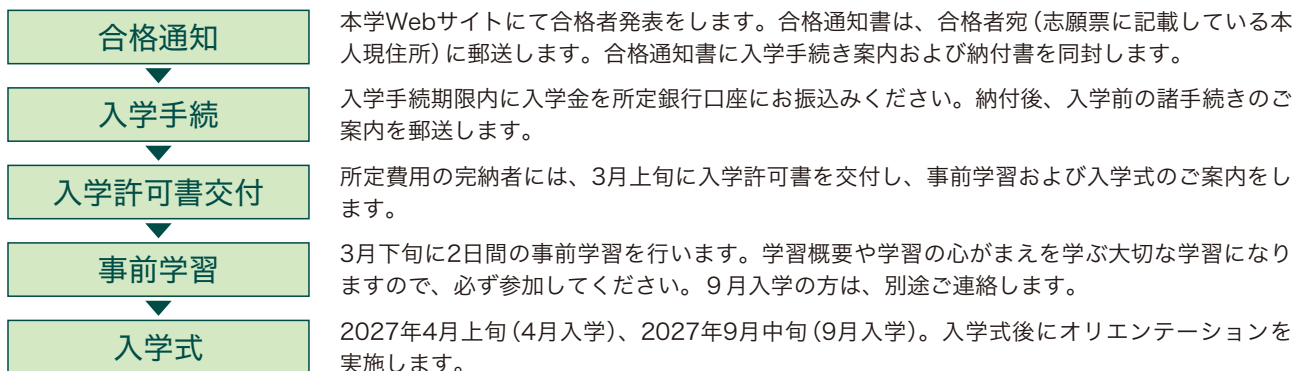 合格通知
本学Webサイトにて合格者発表をします。合格通知書は、合格者宛(志願票に記載している本
人現住所)に郵送します。合格通知書に入学手続き案内および納付書を同封します。
入学手続
入学手続期限内に入学金を所定銀行口座にお振込みください。納付後、入学前の諸手続きのご
案内を郵送します。
入学許可書交付
所定費用の完納者には、3月上旬に入学許可書を交付し、事前学習および入学式のご案内をし
ます。
事前学習
3月下旬に2日間の事前学習を行います。学習概要や学習の心がまえを学ぶ大切な学習になり
ますので、必ず参加してください。９月入学の方は、別途ご連絡します。
入学式
2027年4月上旬(4月入学)、2027年9月中旬(9月入学)。入学式後にオリエンテーションを
実施します。